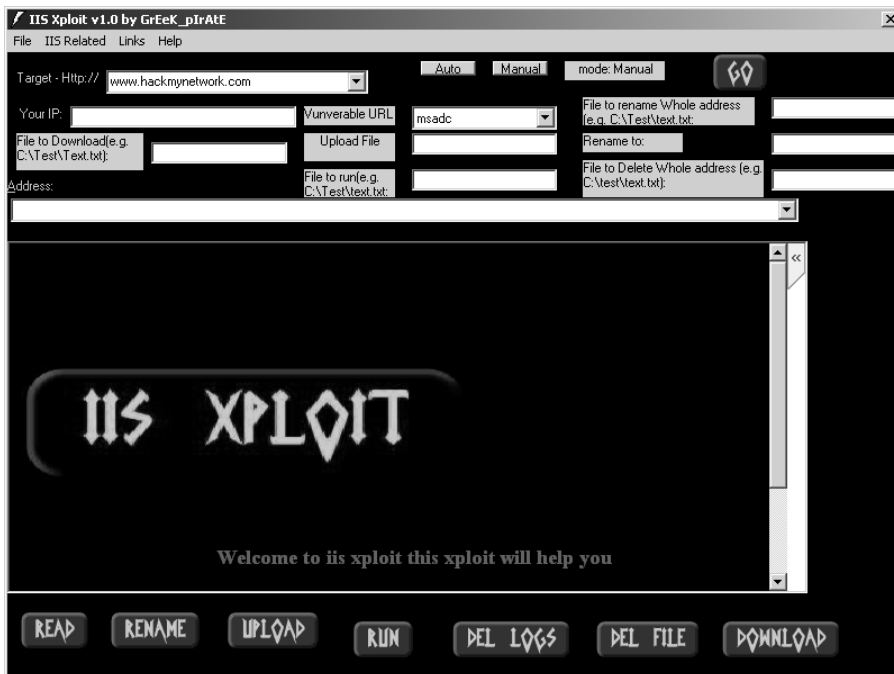 IIS Xploit v1.0 by GrEeK_pIrAtE
File IIS Related Links Help
Target - Http://
www.hackmynetwork.com
Auto
Manual
mode: Manual
GO
Your IP:
Vunverable URL
msadc
File to rename Whole address
(e.g. C:\Test\text.txt:
File to Download(e.g.
C:\Test\Text.txt):
Upload File
Rename to:
File to run(e.g.
C:\Test\text.txt:
File to Delete Whole address (e.g.
C:\test\text.txt):
Address:
IIS XPLOIT
Welcome to iis xploit this xploit will help you
READ
RENAME
UPLOAD
RUN
DEL LOGS
DEL FILE
DOWNLOAD